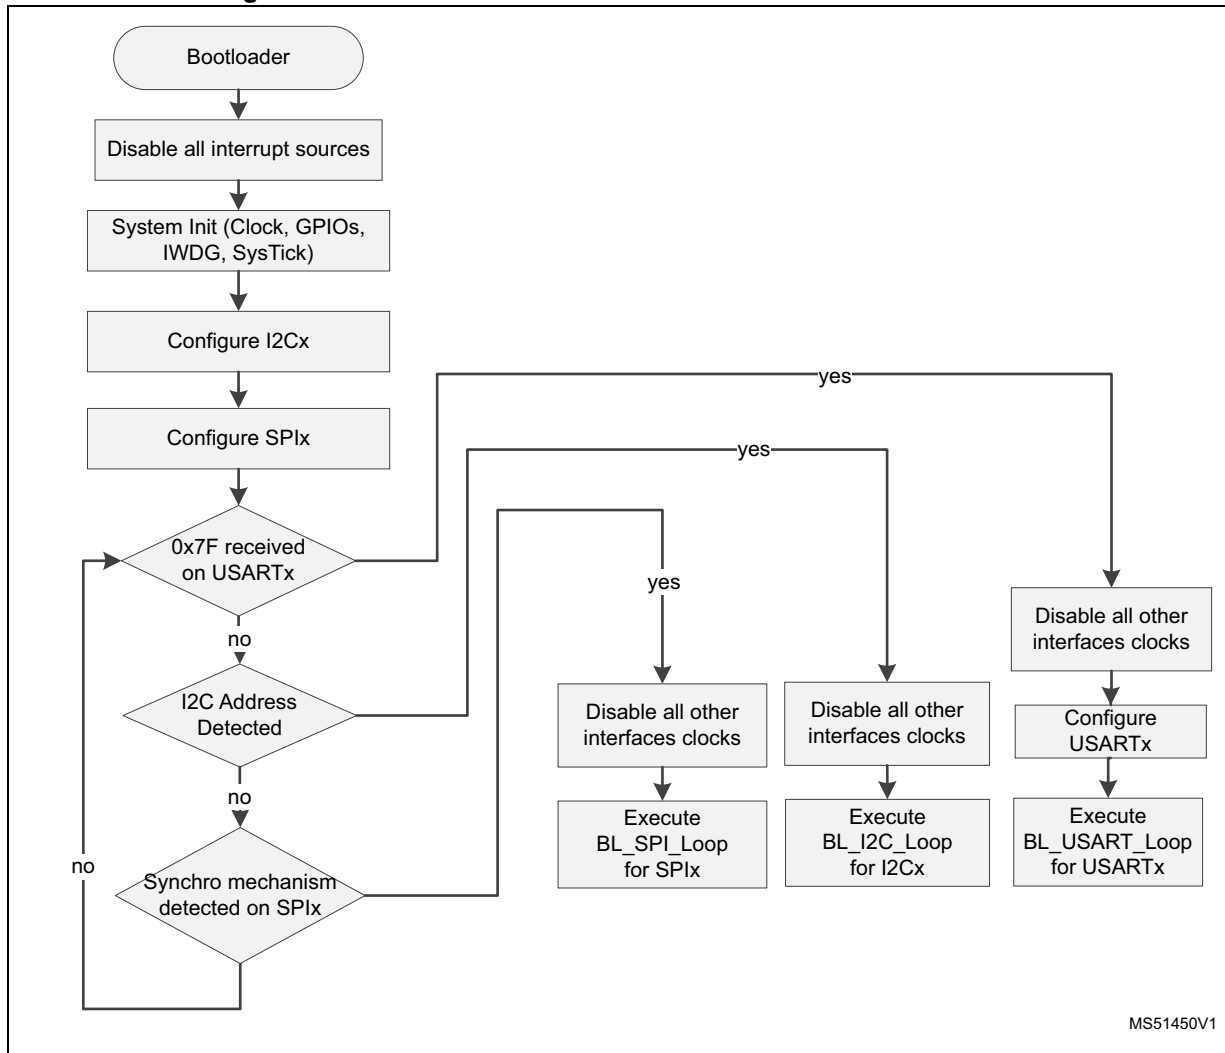 Bootloader
Disable all interrupt sources
System Init (Clock, GPIOs,
IWDG, SysTick)
Configure I2Cx
Configure SPIx
0x7F received
on USARTx
no
I2C Address
Detected
no
Synchro mechanism
detected on SPIx
no
yes
yes
yes
Disable all other
interfaces clocks
Execute
BL_SPI_Loop
for SPIx
Disable all other
interfaces clocks
Execute
BL_I2C_Loop
for I2Cx
Disable all other
interfaces clocks
Configure
USARTx
Execute
BL_USART_Loop
for USARTx
MS51450V1